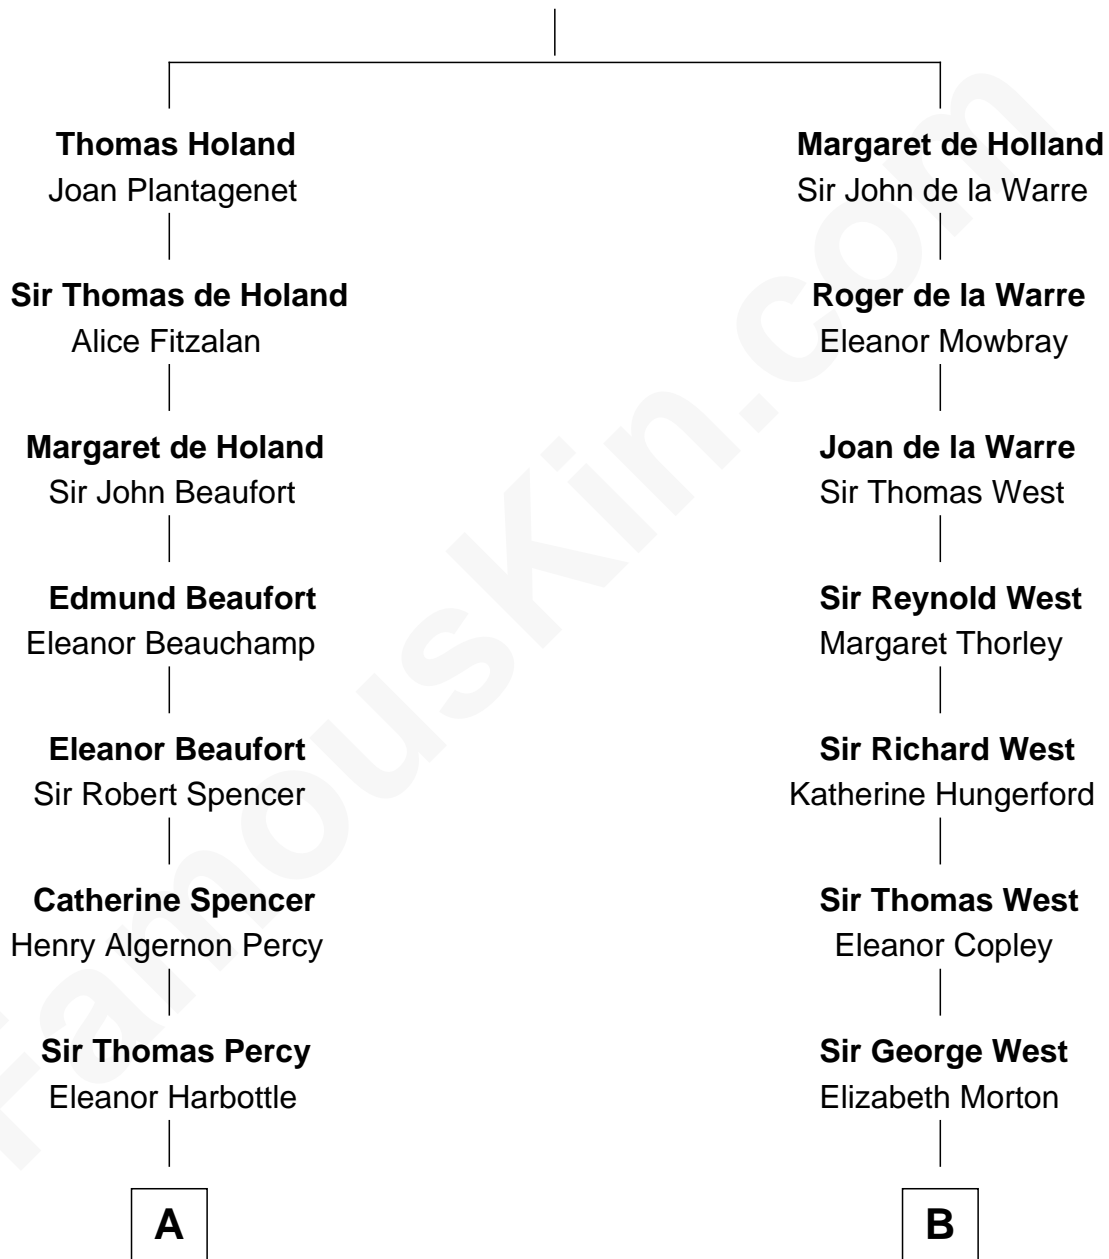 Thomas Holand
Joan Plantagenet
Sir Thomas de Holand
Alice Fitzalan
Margaret de Holand
Sir John Beaufort
Edmund Beaufort
Eleanor Beauchamp
Eleanor Beaufort
Sir Robert Spencer
Catherine Spencer
Henry Algernon Percy
Sir Thomas Percy
Eleanor Harbottle
A
Margaret de Holland
Sir John de la Warre
Roger de la Warre
Eleanor Mowbray
Joan de la Warre
Sir Thomas West
Sir Reynold West
Margaret Thorley
Sir Richard West
Katherine Hungerford
Sir Thomas West
Eleanor Copley
Sir George West
Elizabeth Morton
B
FamousKin.com